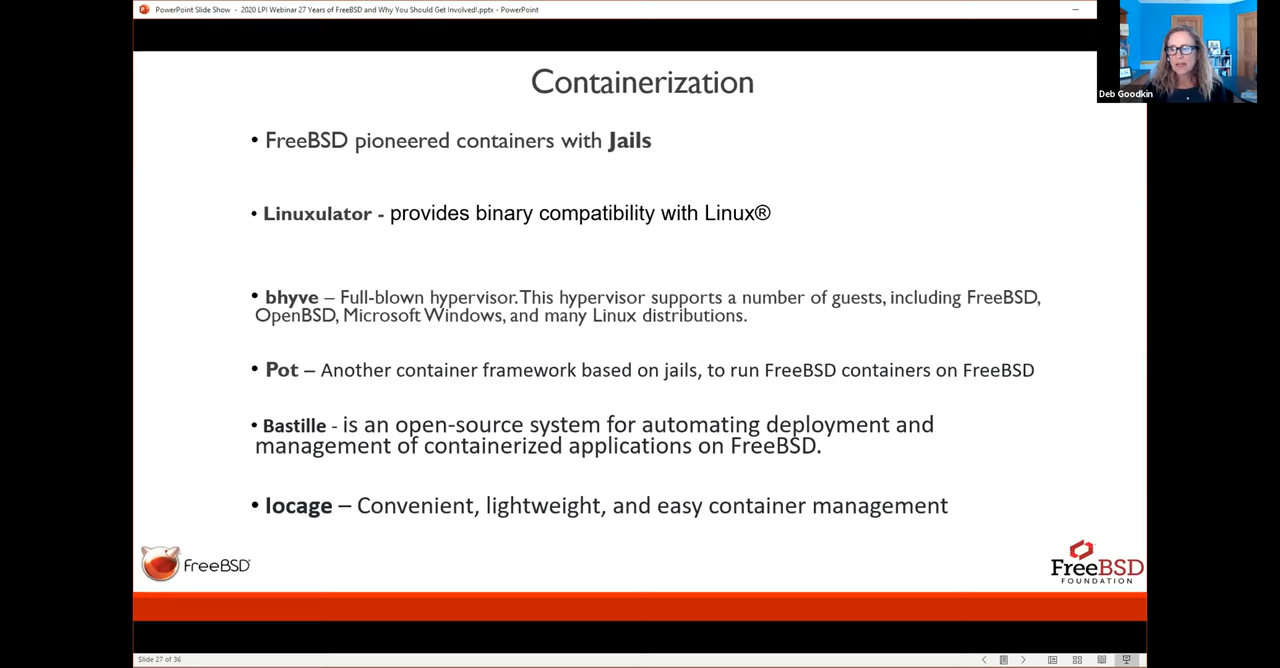 PowerPoint Slide Show - 2020 LPI Webinar 27 Years of FreeBSD and Why You Should Get Involved!.pptx - PowerPoint
Deb Goodkin
Containerization
• FreeBSD pioneered containers with Jails
• Linuxulator - provides binary compatibility with Linux®
• bhyve – Full-blown hypervisor. This hypervisor supports a number of guests, including FreeBSD,
OpenBSD, Microsoft Windows, and many Linux distributions.
• Pot – Another container framework based on jails, to run FreeBSD containers on FreeBSD
• Bastille - is an open-source system for automating deployment and
management of containerized applications on FreeBSD.
• Iocage – Convenient, lightweight, and easy container management
FreeBSD
FreeBSD
FOUNDATION
Slide 27 of 36